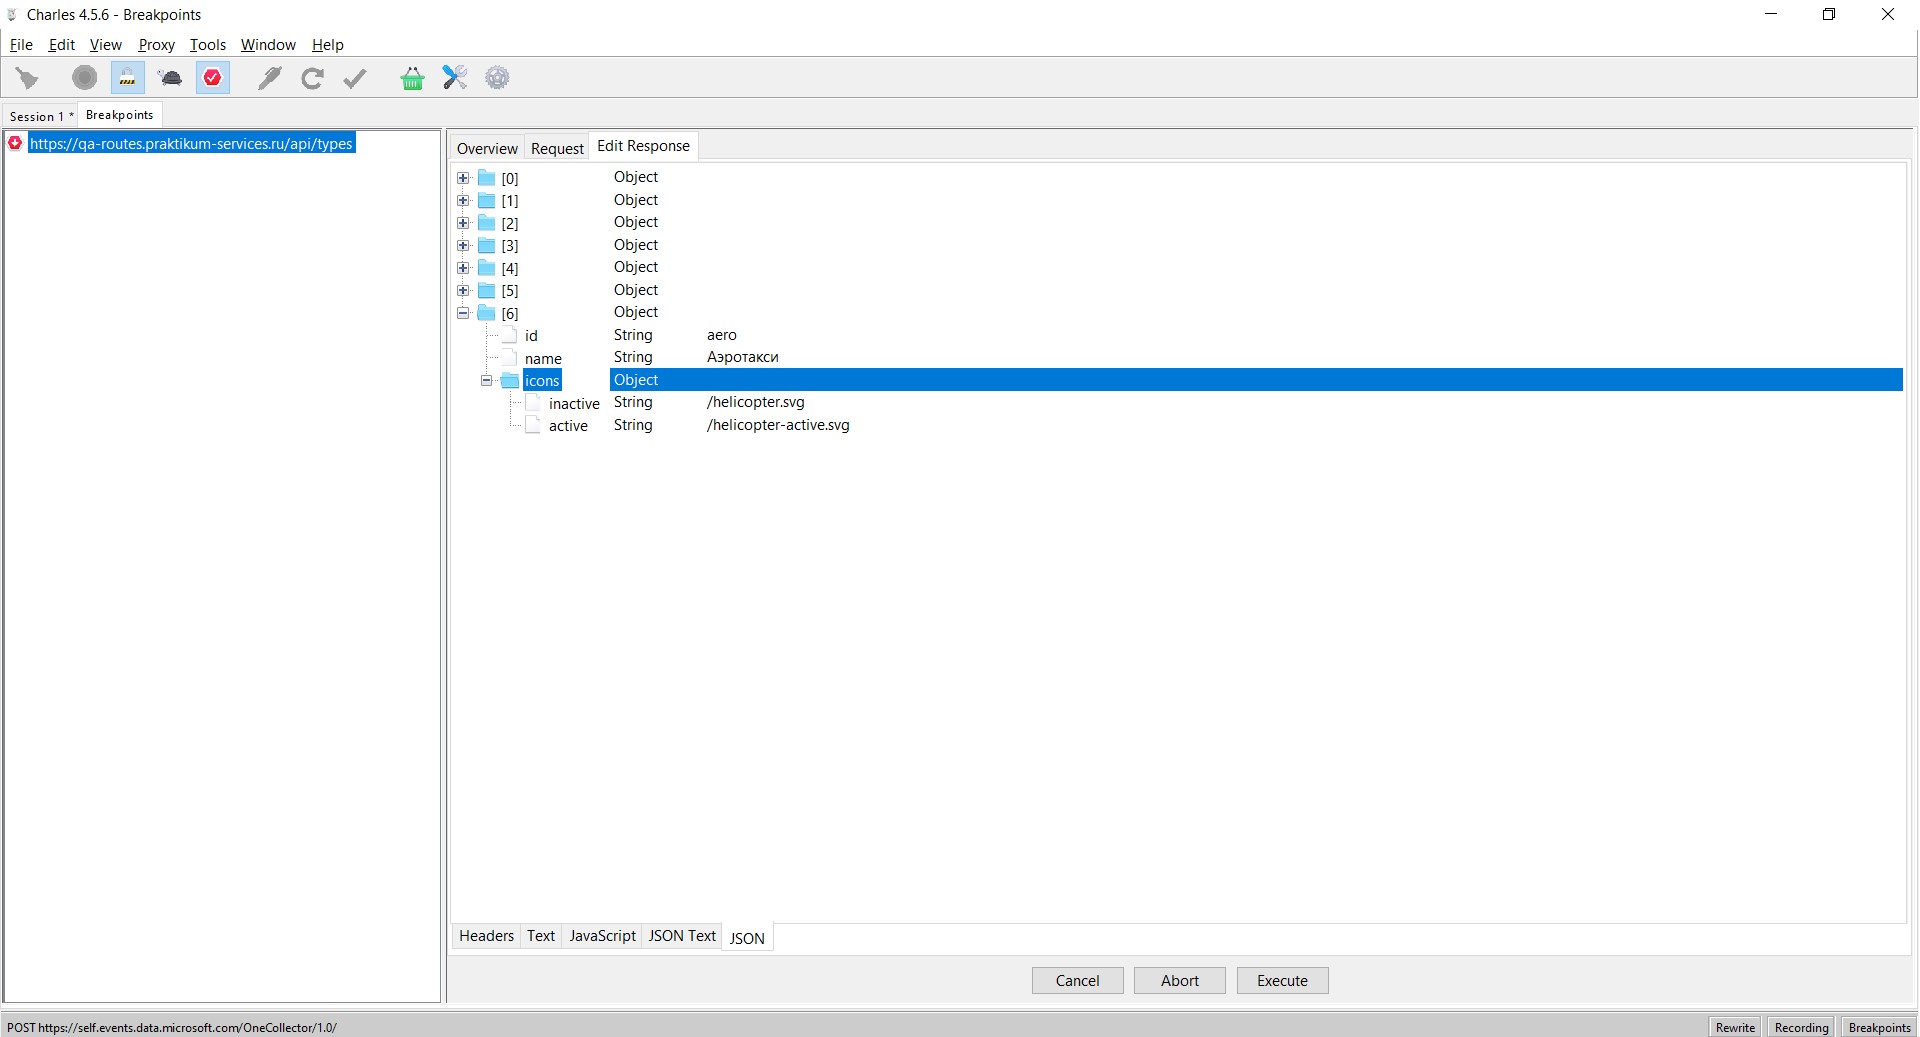 Charles 4.5.6 - Breakpoints
File Edit View Proxy Tools Window Help
Session 1 * Breakpoints
https://qa-routes.praktikum-services.ru/api/types
Overview Request Edit Response
[0] Object
[1] Object
[2] Object
[3] Object
[4] Object
[5] Object
[6] Object
id String aero
name String Аэротакси
icons Object
inactive String /helicopter.svg
active String /helicopter-active.svg
Headers Text JavaScript JSON Text JSON
Cancel Abort Execute
POST https://self.events.data.microsoft.com/OneCollector/1.0/ Rewrite Recording Breakpoints